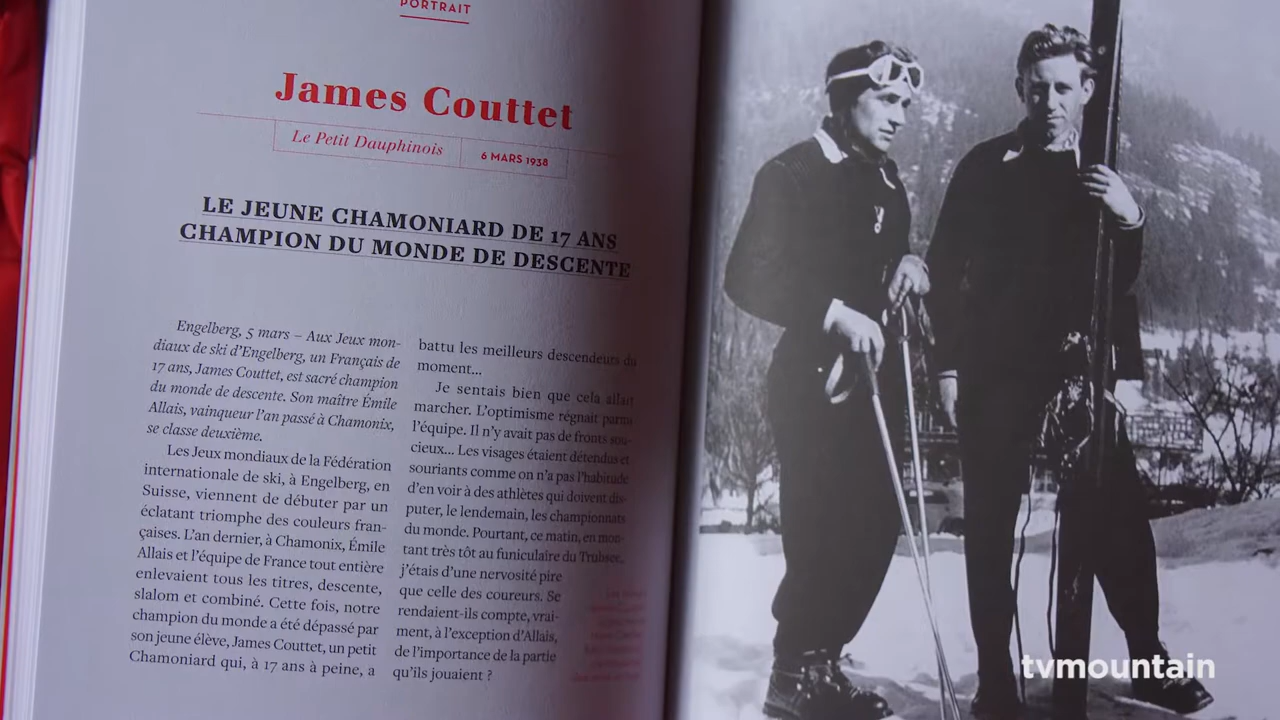 PORTRAIT
James Couttet
Le Petit Dauphinois
6 MARS 1938
LE JEUNE CHAMONIARD DE 17 ANS
CHAMPION DU MONDE DE DESCENTE
Engelberg, 5 mars – Aux Jeux mon-
diaux de ski d'Engelberg, un Français de
17 ans, James Couttet, est sacré champion
du monde de descente. Son maître Émile
Allais, vainqueur l'an passé à Chamonix,
se classe deuxième.
Les Jeux mondiaux de la Fédération
internationale de ski, à Engelberg, en
Suisse, viennent de débuter par un
éclatant triomphe des couleurs fran-
çaises. L'an dernier, à Chamonix, Émile
Allais et l'équipe de France tout entière
enlevaient tous les titres, descente,
slalom et combiné. Cette fois, notre
champion du monde a été dépassé par
son jeune élève, James Couttet, un petit
Chamoniard qui, à 17 ans à peine, a
battu les meilleurs descendeurs du
moment...
Je sentais bien que cela allait
marcher. L'optimisme régnait parmi
l'équipe. Il n'y avait pas de fronts sou-
cieux... Les visages étaient détendus et
souriants comme on n'a pas l'habitude
d'en voir à des athlètes qui doivent dis-
puter, le lendemain, les championnats
du monde. Pourtant, ce matin, en mon-
tant très tôt au funiculaire du Trubsee,
j'étais d'une nervosité pire
que celle des coureurs. Se
rendaient-ils compte, vrai-
ment, à l'exception d'Allais,
de l'importance de la partie
qu'ils jouaient ?
tvmountain